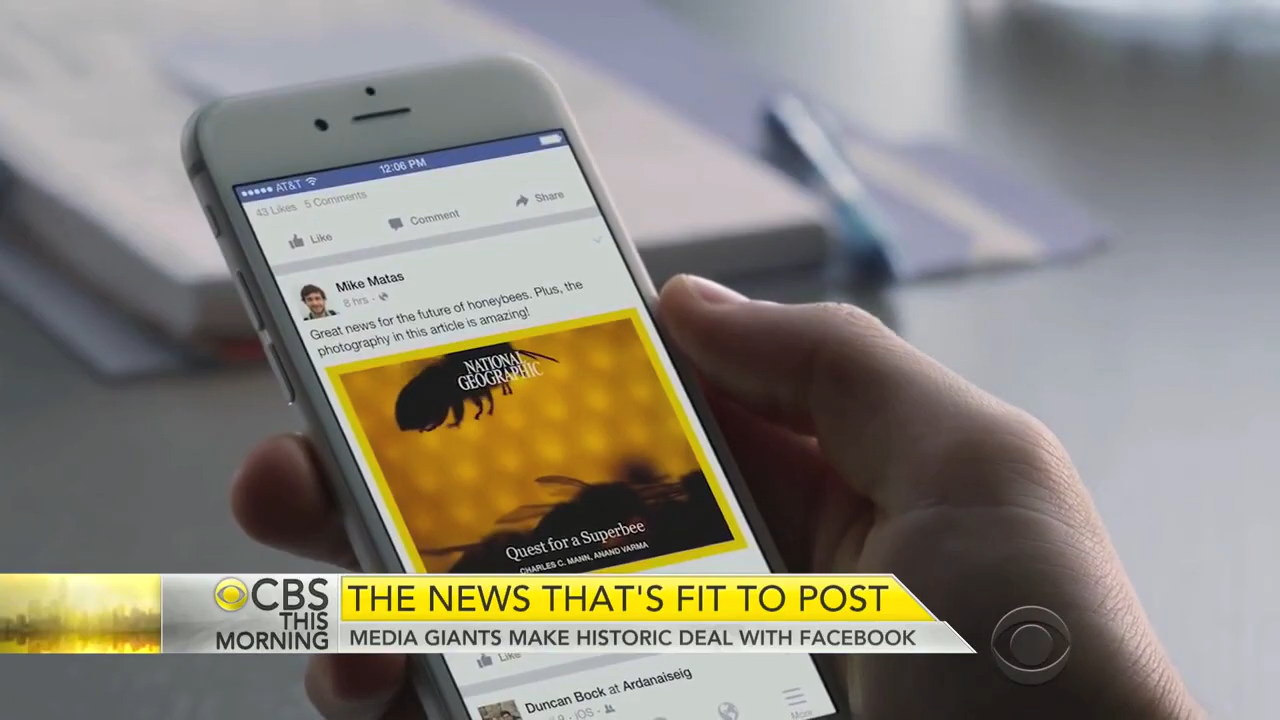 AT&T 12:06 PM
43 Likes 5 Comments
Like Comment Share
Mike Matas
8 hrs
Great news for the future of honeybees. Plus, the
photography in this article is amazing!
NATIONAL
GEOGRAPHIC
Quest for a Superbee
CHARLES C. MANN, ANAND VARMA
CBS
THIS
MORNING
THE NEWS THAT'S FIT TO POST
MEDIA GIANTS MAKE HISTORIC DEAL WITH FACEBOOK
Like
Duncan Bock at Ardanaiseig
iOS
More